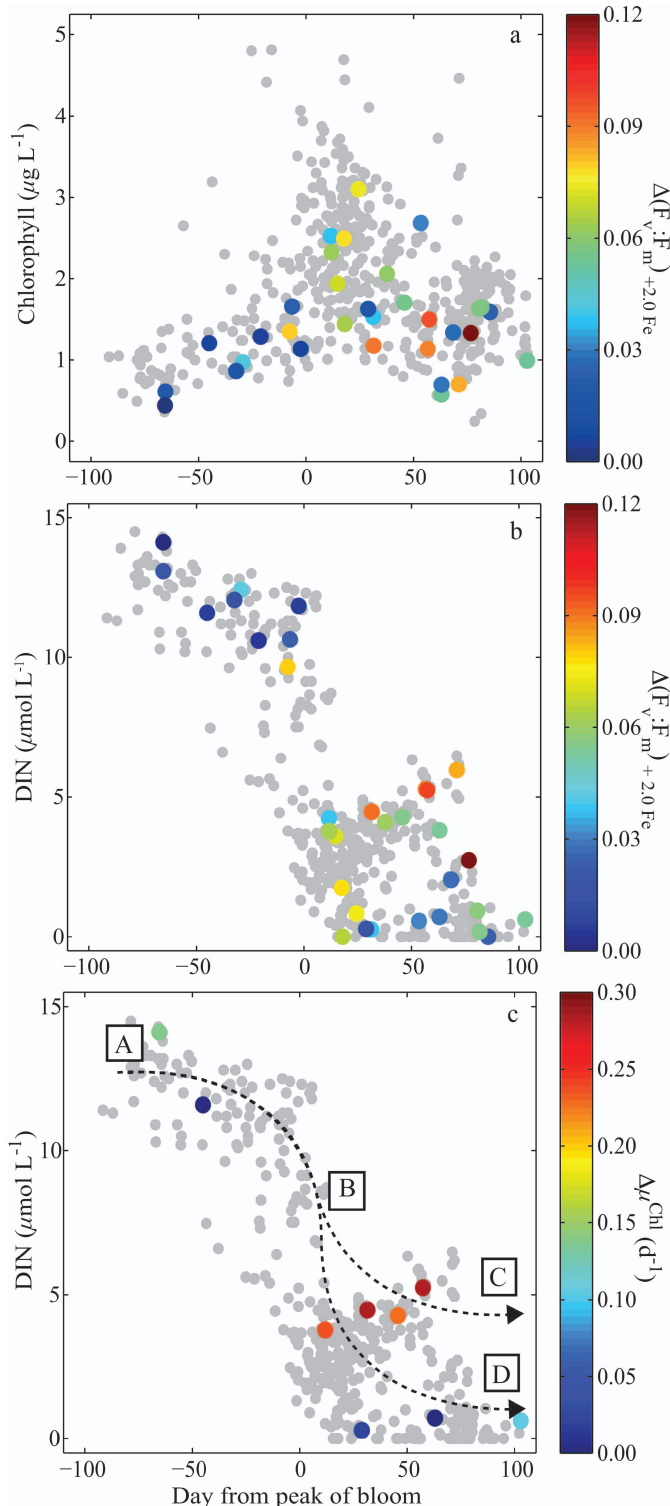 a
5
4
3
2
1
0
Chlorophyll (μg L⁻¹)
−100 −50 0 50 100
0.12
0.09
0.06
0.03
0.00
Δ(Fᵥ:Fₘ) +2.0 Fe
b
15
10
5
0
DIN (μmol L⁻¹)
−100 −50 0 50 100
0.12
0.09
0.06
0.03
0.00
Δ(Fᵥ:Fₘ) + 2.0 Fe
c
15
10
5
0
DIN (μmol L⁻¹)
A
B
C
D
−100 −50 0 50 100
Day from peak of bloom
0.30
0.25
0.20
0.15
0.10
0.05
0.00
Δμ^Chl (d⁻¹)